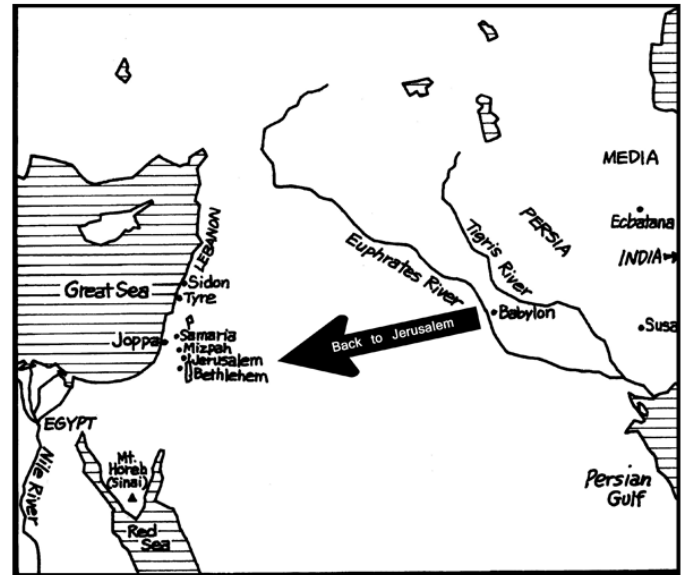 MEDIA
Ecbatana
PERSIA
INDIA
LEBANON
Tigris River
Euphrates River
Great Sea
Sidon
Tyre
Babylon
Susa
Back to Jerusalem
Joppa
Samaria
Mizpah
Jerusalem
Bethlehem
EGYPT
Nile River
Mt.
Horeb
(Sinai)
Red
Sea
Persian
Gulf